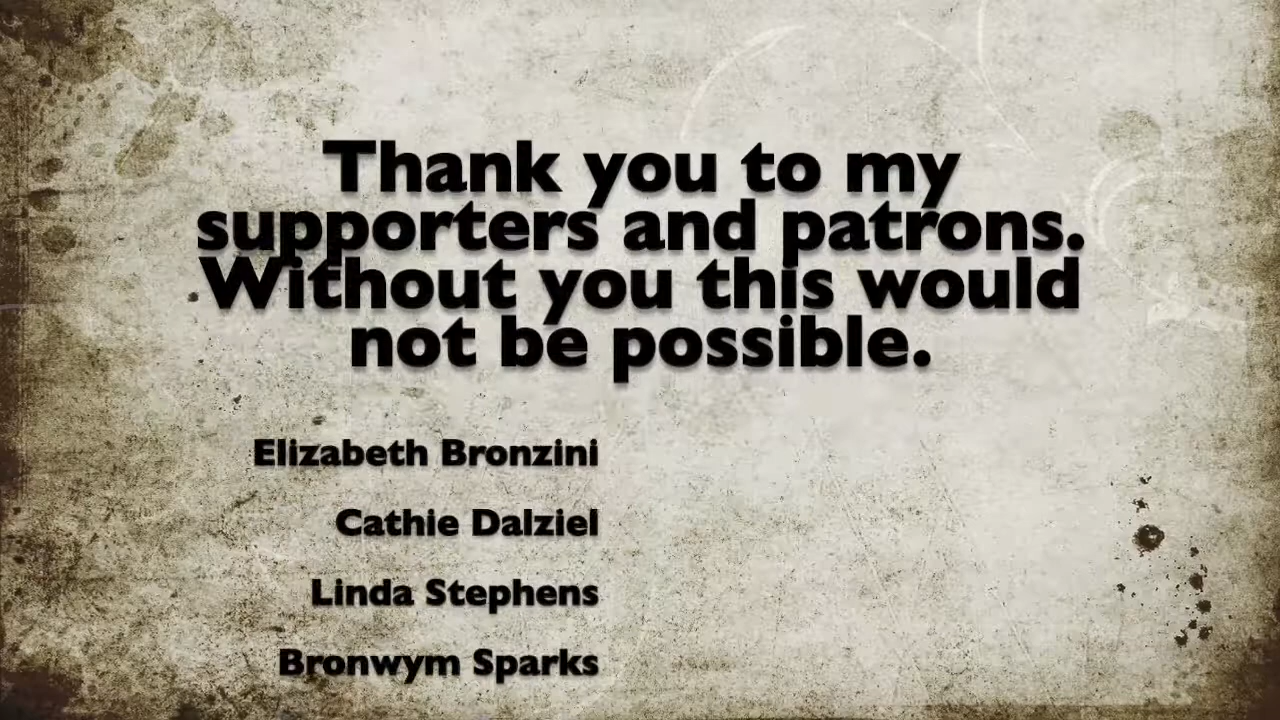 Thank you to my
supporters and patrons.
Without you this would
not be possible.
Elizabeth Bronzini
Cathie Dalziel
Linda Stephens
Bronwym Sparks